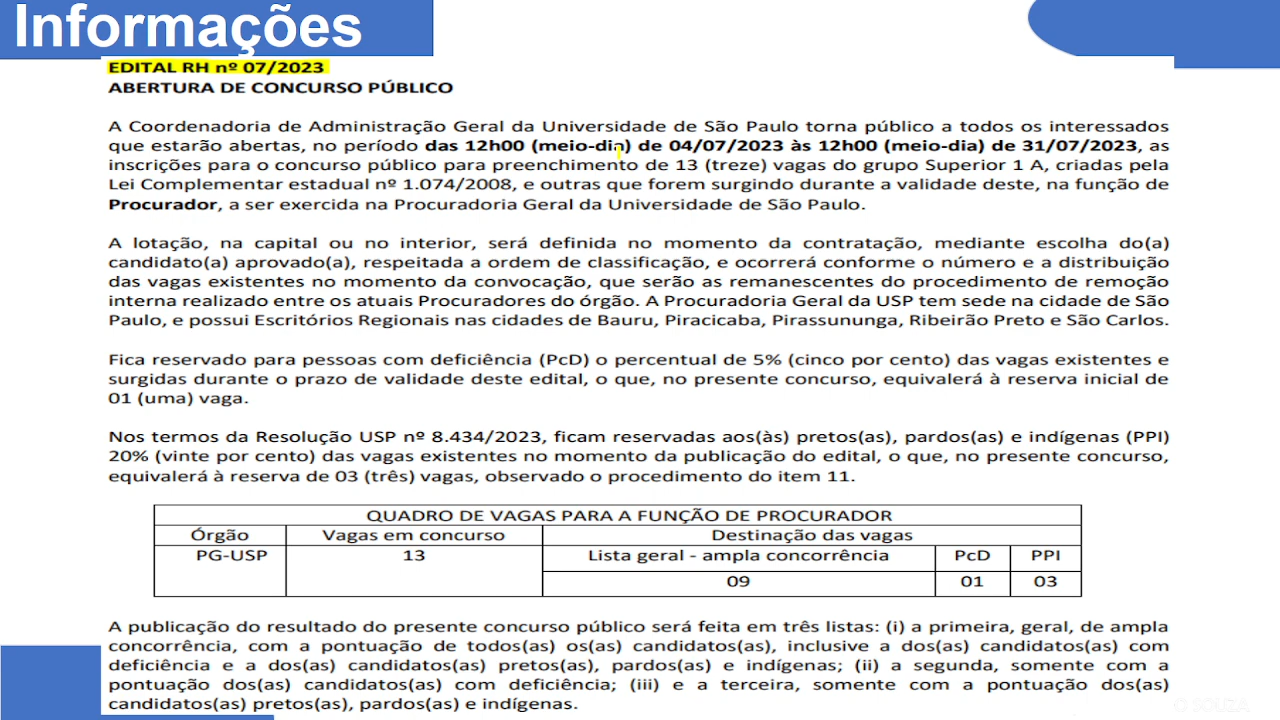 Informações
EDITAL RH nº 07/2023
ABERTURA DE CONCURSO PÚBLICO
A Coordenadoria de Administração Geral da Universidade de São Paulo torna público a todos os interessados
que estarão abertas, no período das 12h00 (meio-dia) de 04/07/2023 às 12h00 (meio-dia) de 31/07/2023, as
inscrições para o concurso público para preenchimento de 13 (treze) vagas do grupo Superior 1 A, criadas pela
Lei Complementar estadual nº 1.074/2008, e outras que forem surgindo durante a validade deste, na função de
Procurador, a ser exercida na Procuradoria Geral da Universidade de São Paulo.
A lotação, na capital ou no interior, será definida no momento da contratação, mediante escolha do(a)
candidato(a) aprovado(a), respeitada a ordem de classificação, e ocorrerá conforme o número e a distribuição
das vagas existentes no momento da convocação, que serão as remanescentes do procedimento de remoção
interna realizado entre os atuais Procuradores do órgão. A Procuradoria Geral da USP tem sede na cidade de São
Paulo, e possui Escritórios Regionais nas cidades de Bauru, Piracicaba, Pirassununga, Ribeirão Preto e São Carlos.
Fica reservado para pessoas com deficiência (PcD) o percentual de 5% (cinco por cento) das vagas existentes e
surgidas durante o prazo de validade deste edital, o que, no presente concurso, equivalerá à reserva inicial de
01 (uma) vaga.
Nos termos da Resolução USP nº 8.434/2023, ficam reservadas aos(às) pretos(as), pardos(as) e indígenas (PPI)
20% (vinte por cento) das vagas existentes no momento da publicação do edital, o que, no presente concurso,
equivalerá à reserva de 03 (três) vagas, observado o procedimento do item 11.
QUADRO DE VAGAS PARA A FUNÇÃO DE PROCURADOR
Órgão Vagas em concurso Destinação das vagas
PG-USP 13 Lista geral - ampla concorrência PcD PPI
09 01 03
A publicação do resultado do presente concurso público será feita em três listas: (i) a primeira, geral, de ampla
concorrência, com a pontuação de todos(as) os(as) candidatos(as), inclusive a dos(as) candidatos(as) com
deficiência e a dos(as) candidatos(as) pretos(as), pardos(as) e indígenas; (ii) a segunda, somente com a
pontuação dos(as) candidatos(as) com deficiência; (iii) e a terceira, somente com a pontuação dos(as)
candidatos(as) pretos(as), pardos(as) e indígenas.
O SOUZA